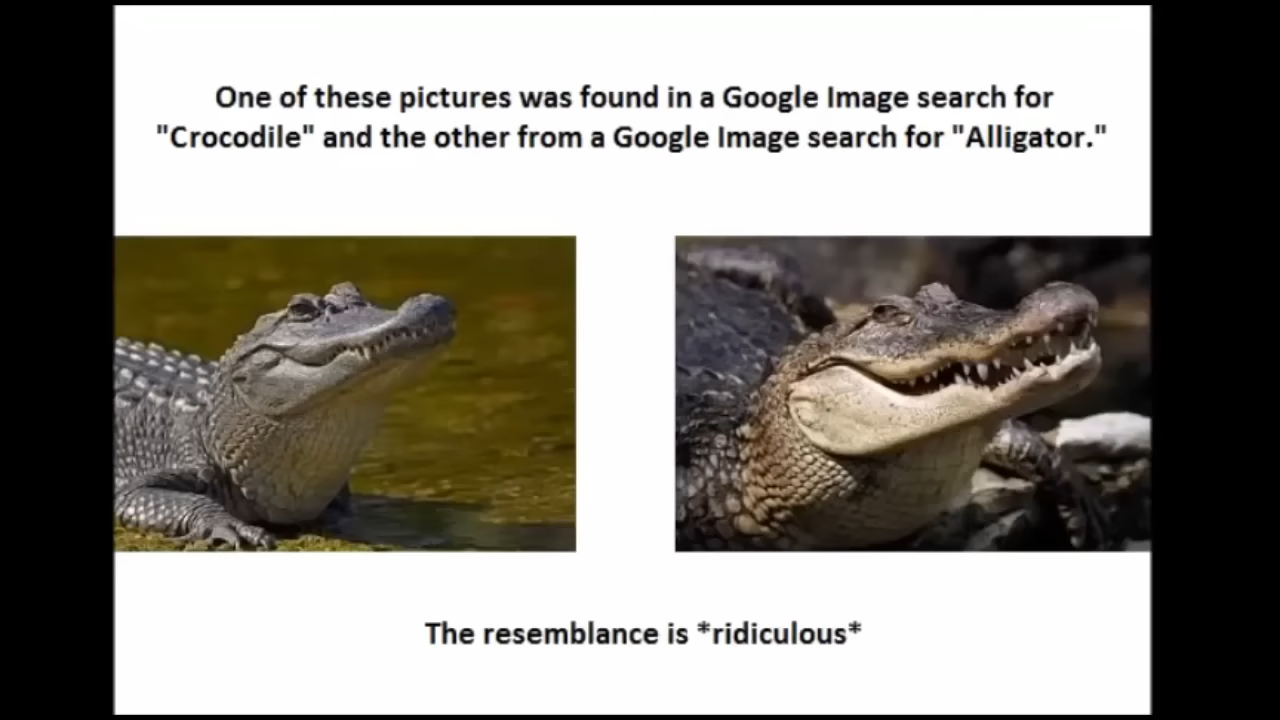 One of these pictures was found in a Google Image search for
"Crocodile" and the other from a Google Image search for "Alligator."
The resemblance is *ridiculous*